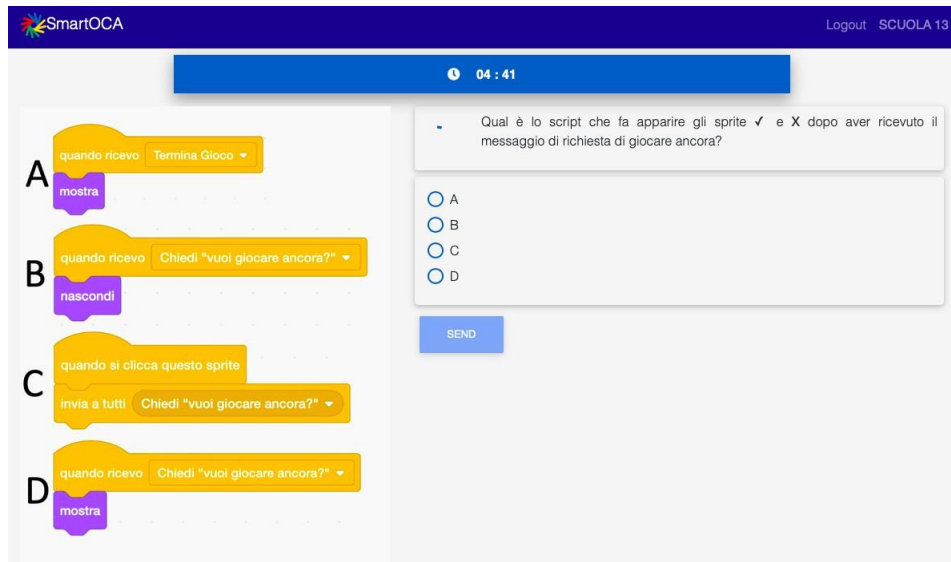 SmartOCA
Logout SCUOLA 13
04 : 41
A
quando ricevo Termina Gioco
mostra
B
quando ricevo Chiedi "vuoi giocare ancora?"
nascondi
C
quando si clicca questo sprite
invia a tutti Chiedi "vuoi giocare ancora?"
D
quando ricevo Chiedi "vuoi giocare ancora?"
mostra
Qual è lo script che fa apparire gli sprite ✓ e X dopo aver ricevuto il
messaggio di richiesta di giocare ancora?
A
B
C
D
SEND